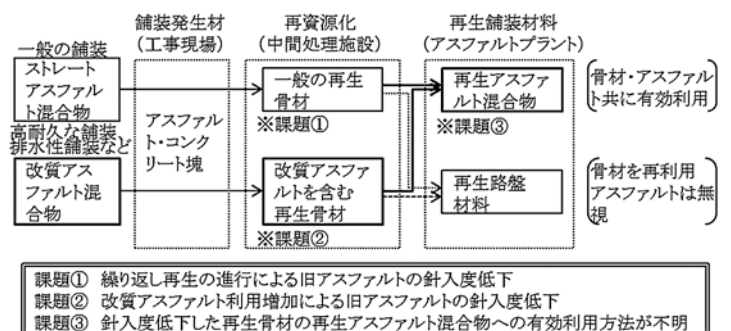 舗装発生材
(工事現場)
再資源化
(中間処理施設)
再生舗装材料
(アスファルトプラント)
一般の舗装
ストレート
アスファル
ト混合物
高耐久な舗装
排水性舗装など
改質アス
ファルト混
合物
アスファル
ト・コンク
リート塊
一般の再生
骨材
※課題①
改質アスファ
ルトを含む
再生骨材
※課題②
再生アスファ
ルト混合物
※課題③
再生路盤
材料
骨材・アスファル
ト共に有効利用
骨材を再利用
アスファルトは無
視
課題① 繰り返し再生の進行による旧アスファルトの針入度低下
課題② 改質アスファルト利用増加による旧アスファルトの針入度低下
課題③ 針入度低下した再生骨材の再生アスファルト混合物への有効利用方法が不明